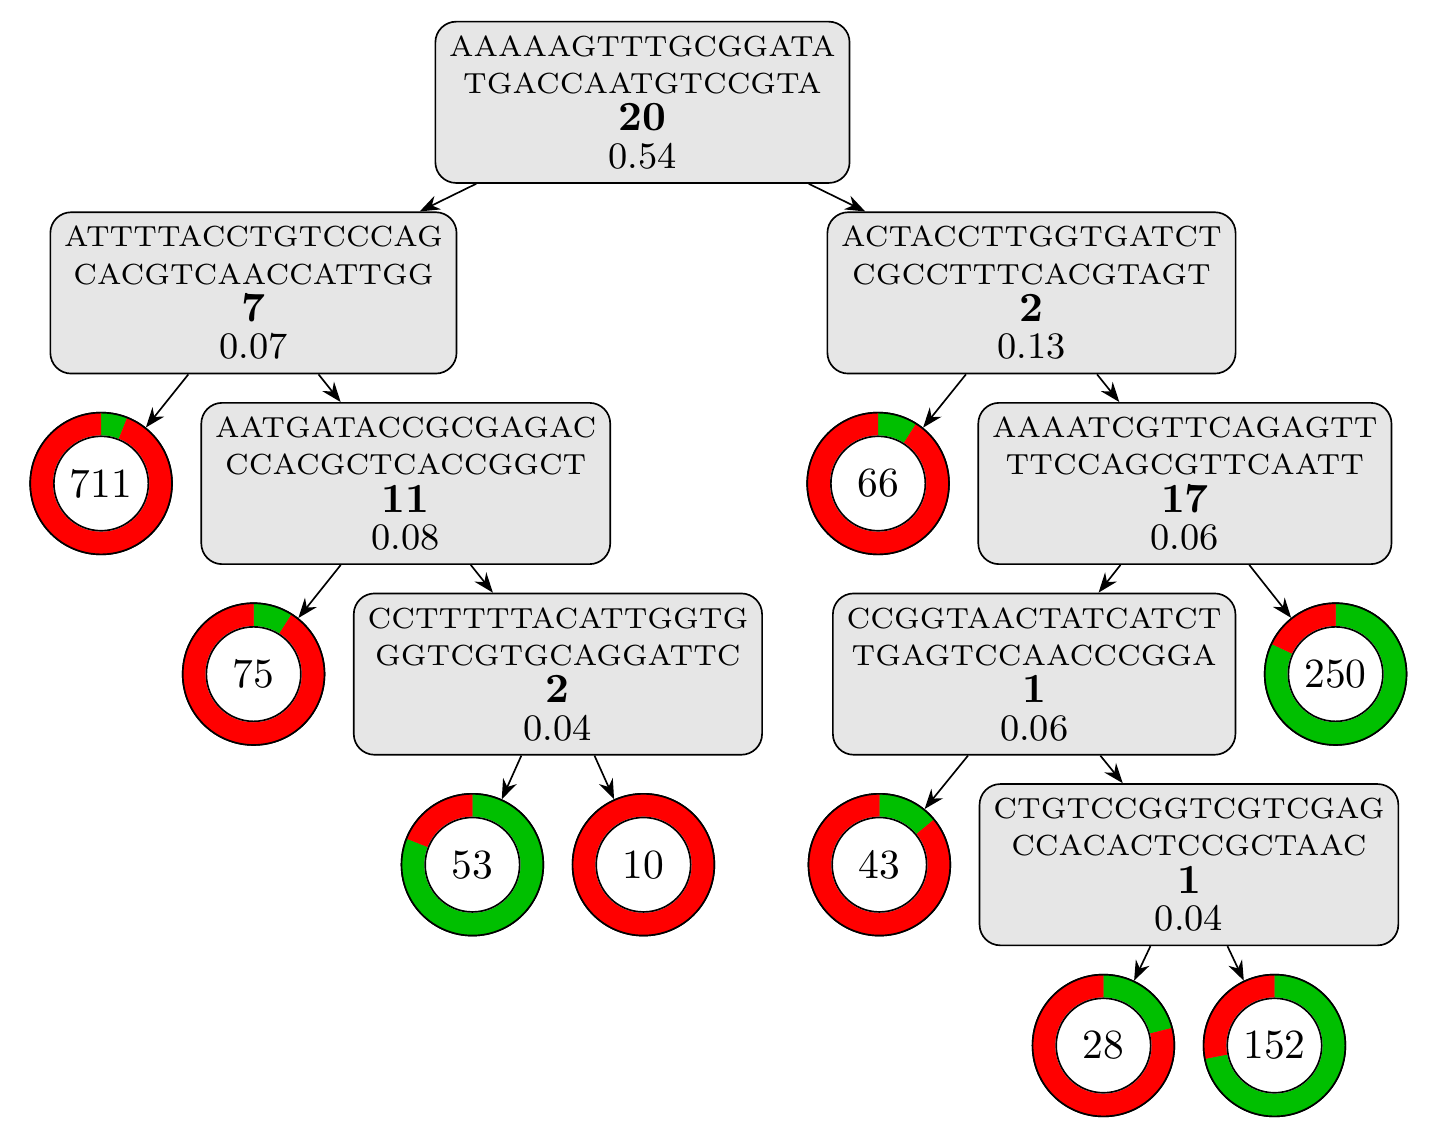 AAAAAGTTTGCGGATA
TGACCAATGTCCGTA
20
0.54
ATTTTACCTGTCCCAG
CACGTCAACCATTGG
7
0.07
ACTACCTTGGTGATCT
CGCCTTTCACGTAGT
2
0.13
711
AATGATACCGCGAGAC
CCACGCTCACCGGCT
11
0.08
66
AAAATCGTTCAGAGTT
TTCCAGCGTTCAATT
17
0.06
75
CCTTTTTACATTGGTG
GGTCGTGCAGGATTC
2
0.04
CCGGTAACTATCATCT
TGAGTCCAACCCGGA
1
0.06
250
53
10
43
CTGTCCGGTCGTCGAG
CCACACTCCGCTAAC
1
0.04
28
152